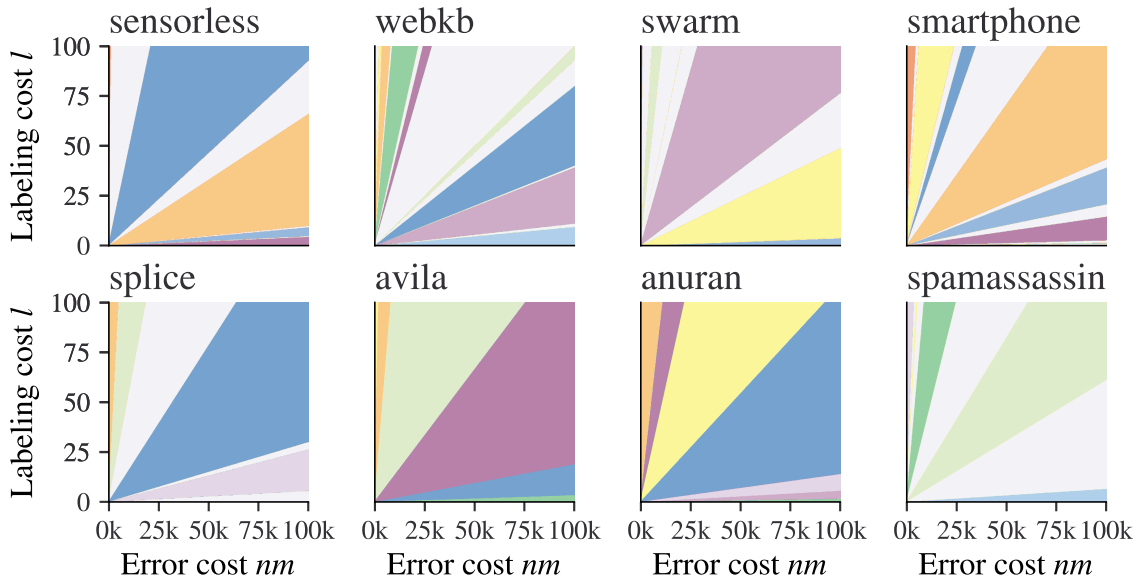 sensorless webkb swarm smartphone
Labeling cost l
100
75
50
25
0
splice avila anuran spamassassin
Labeling cost l
100
75
50
25
0
0k 25k 50k 75k 100k 0k 25k 50k 75k 100k 0k 25k 50k 75k 100k 0k 25k 50k 75k 100k
Error cost nm Error cost nm Error cost nm Error cost nm